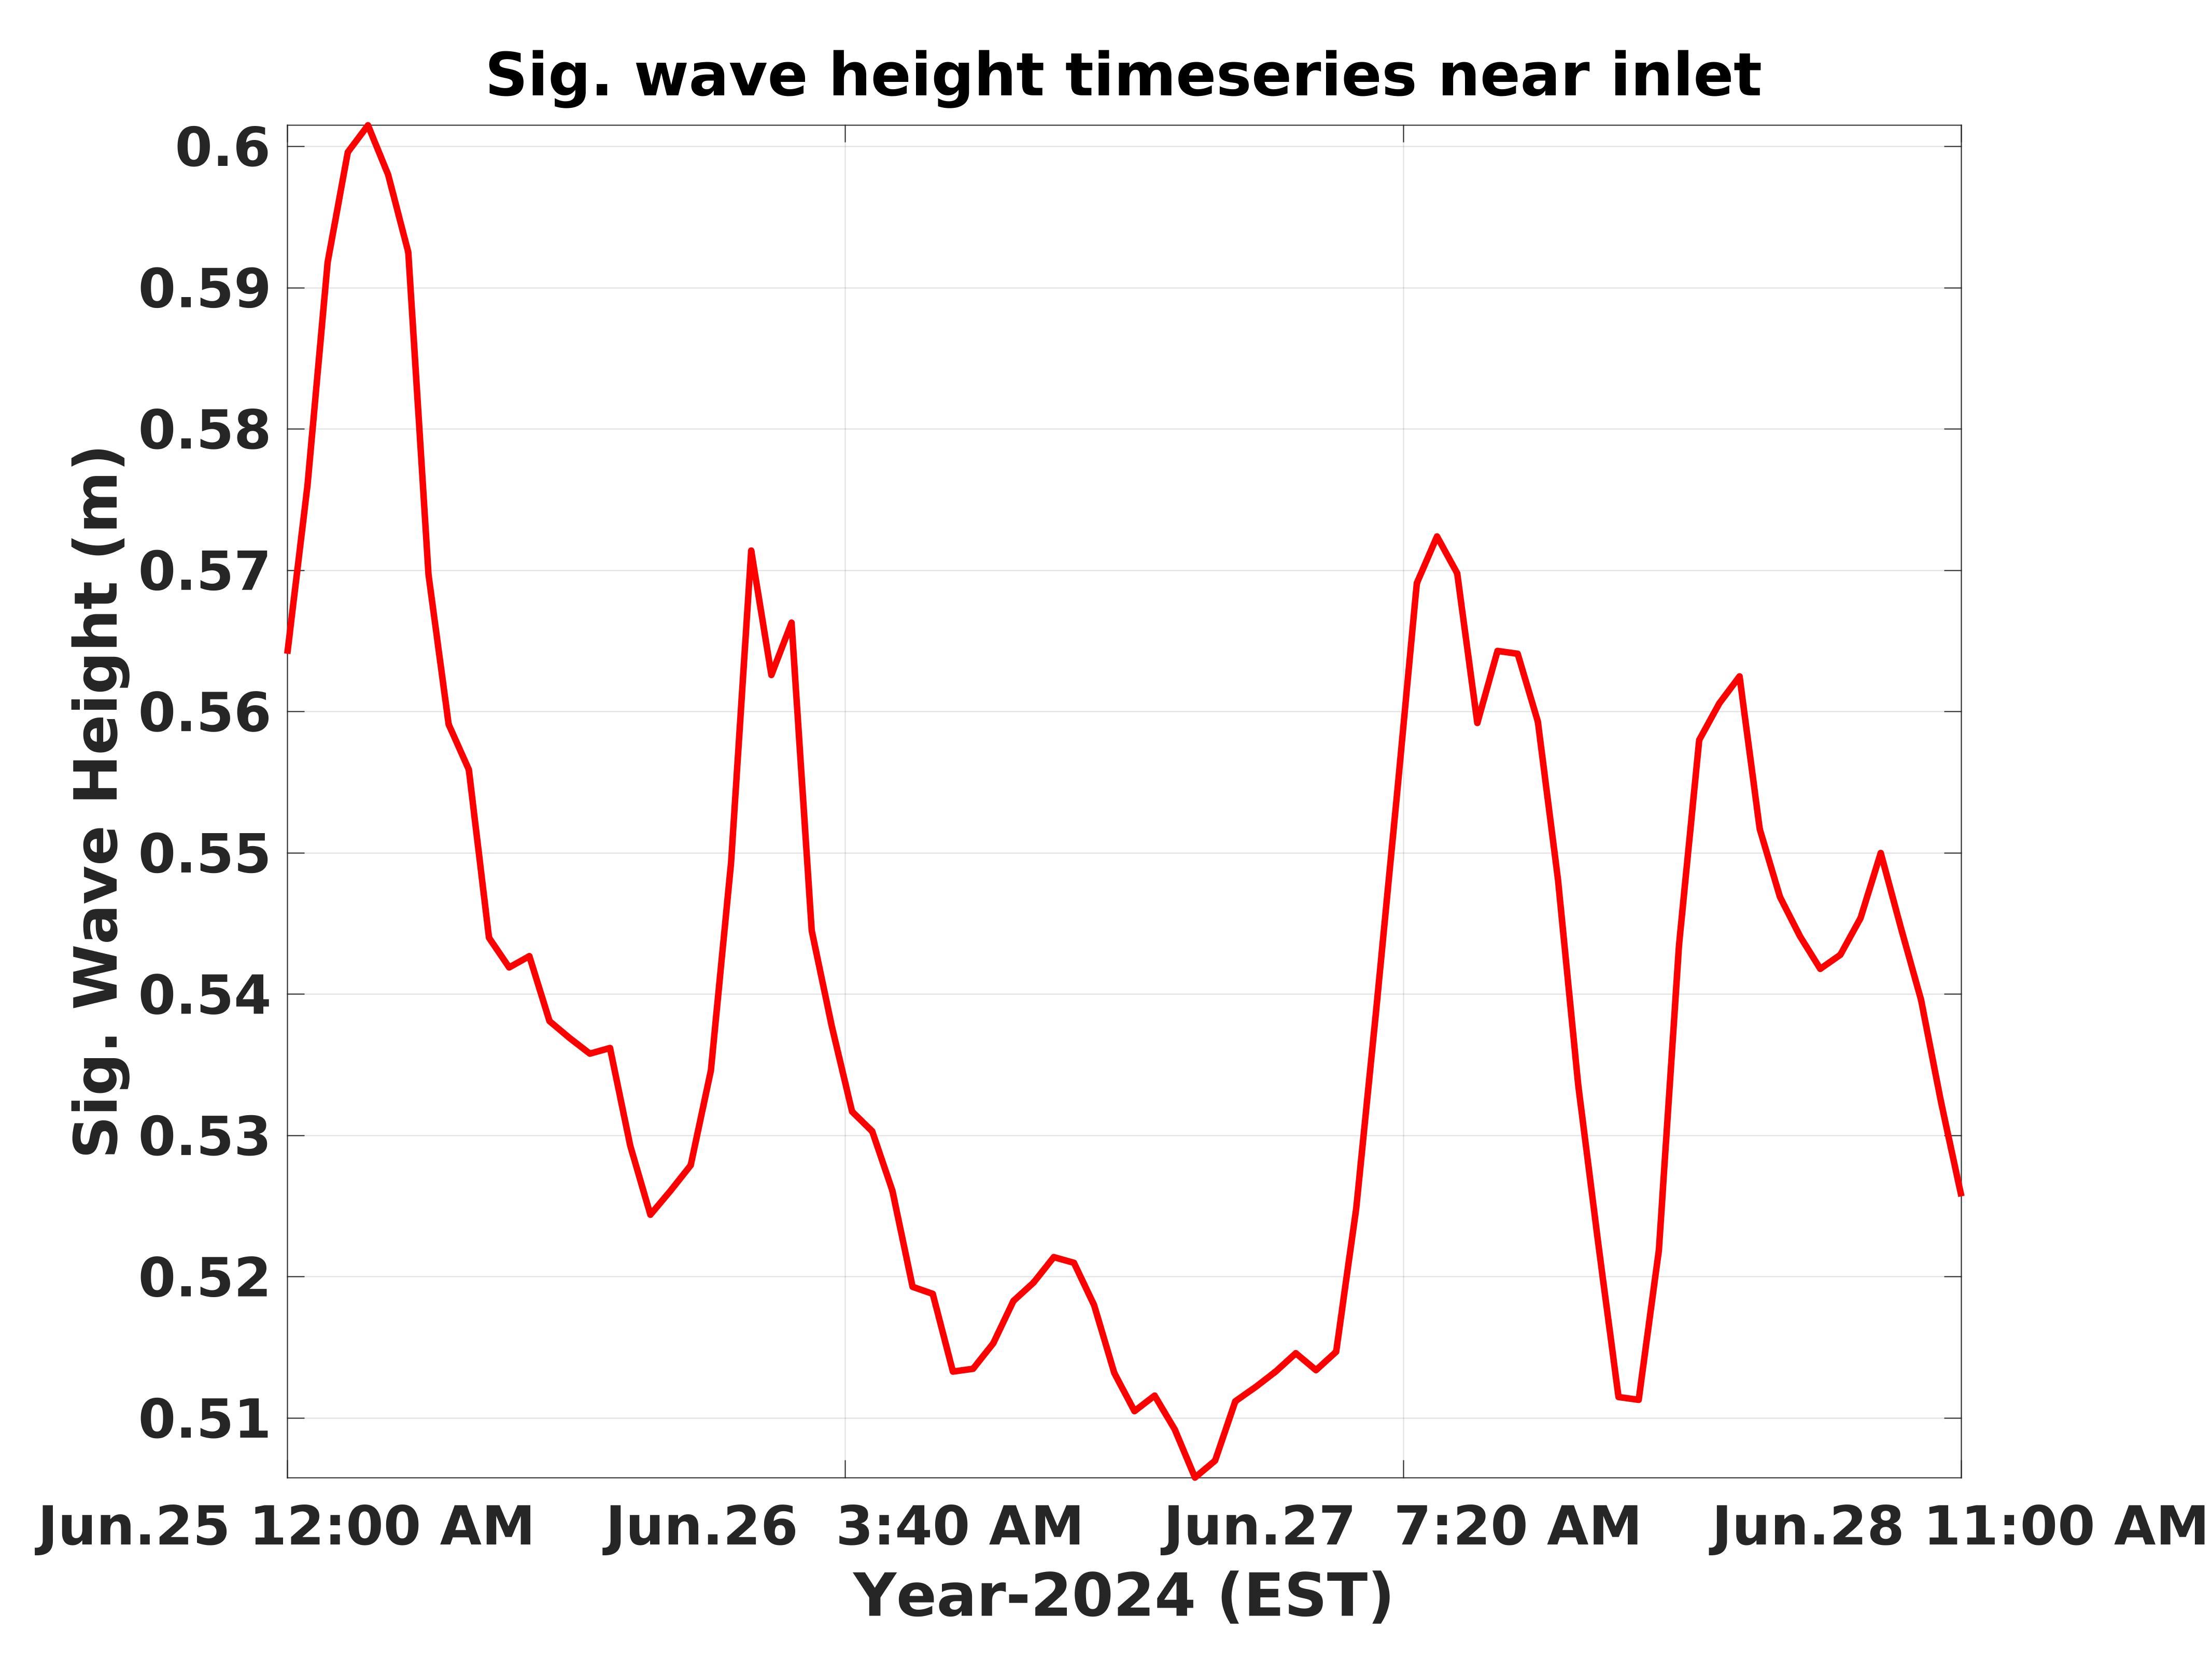 Sig. wave height timeseries near inlet
0.6
0.59
0.58
0.57
0.56
0.55
0.54
0.53
0.52
0.51
Sig. Wave Height (m)
Jun.25 12:00 AM Jun.26 3:40 AM Jun.27 7:20 AM Jun.28 11:00 AM
Year-2024 (EST)